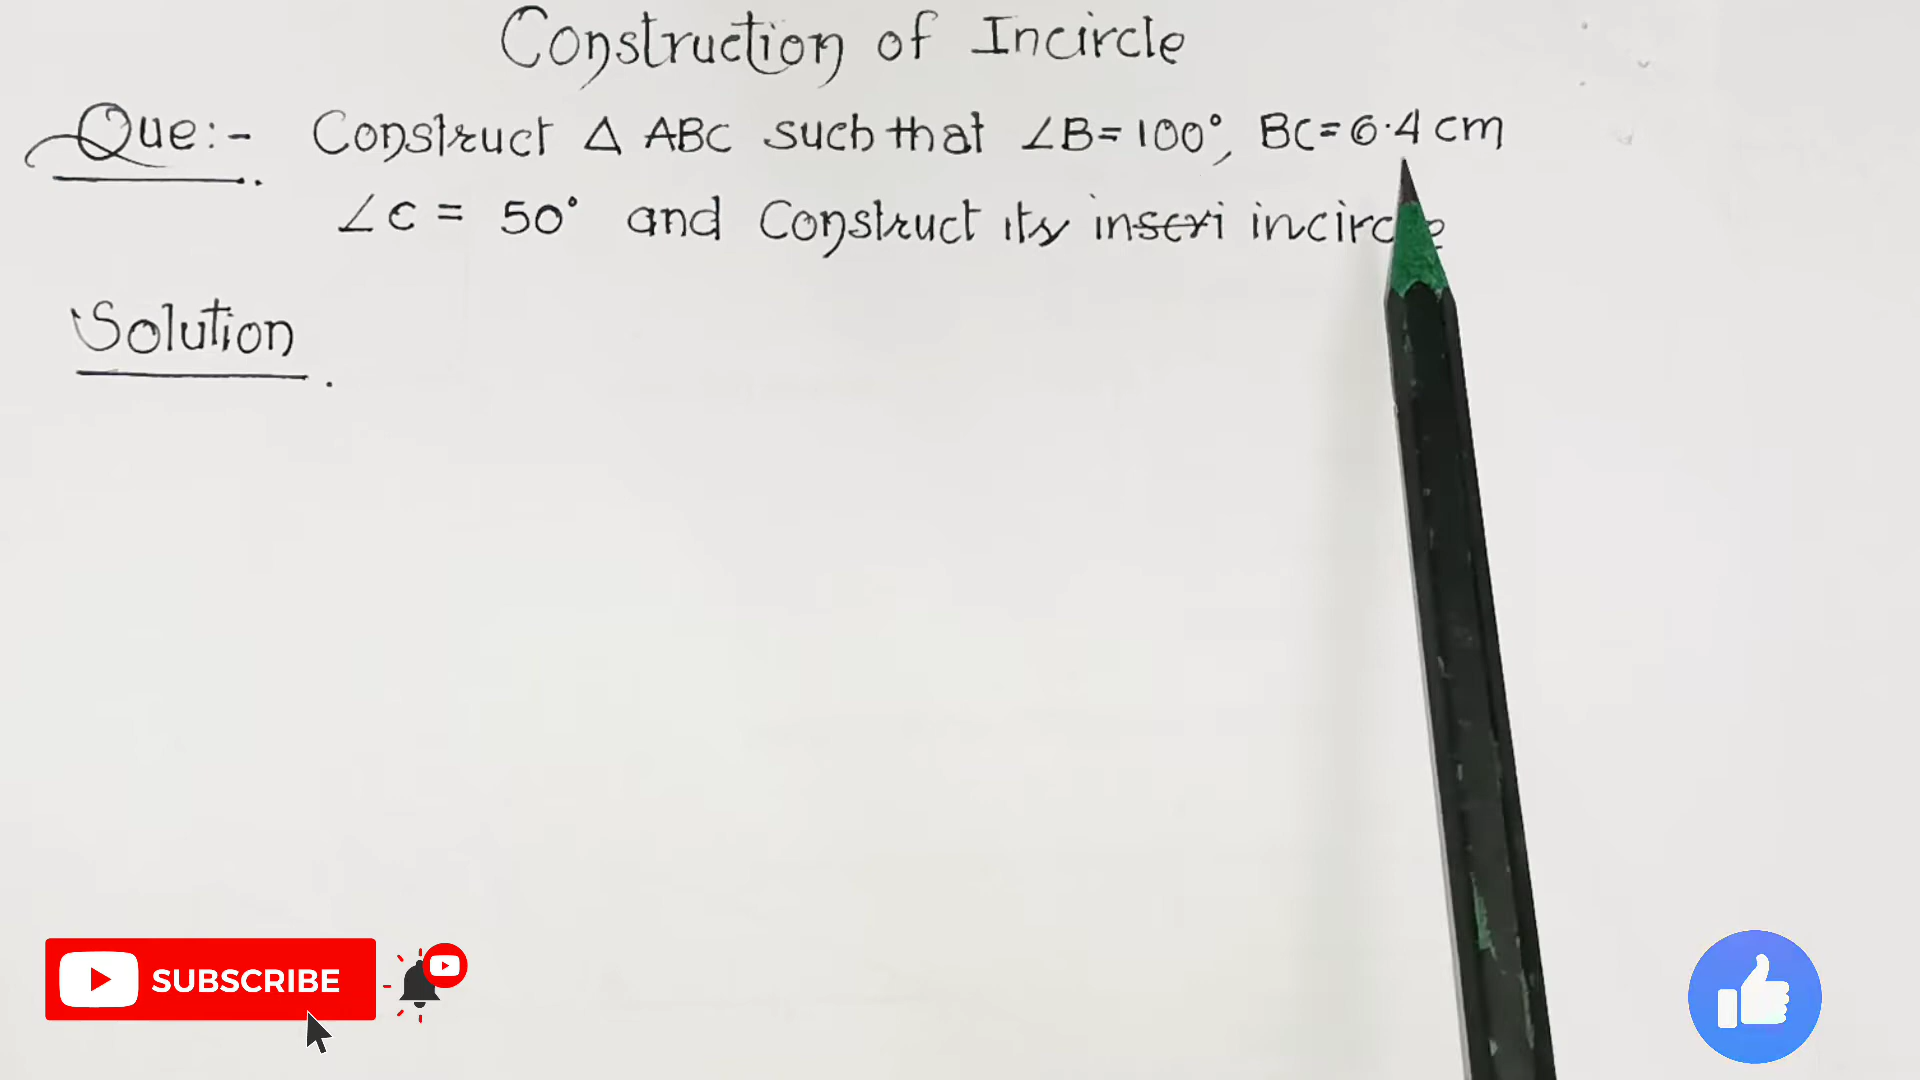 Construction of Incircle
Que:- Construct Δ ABC such that ∠B=100°, BC=6.4 cm
∠C = 50° and Construct its inscri incircle
Solution
SUBSCRIBE